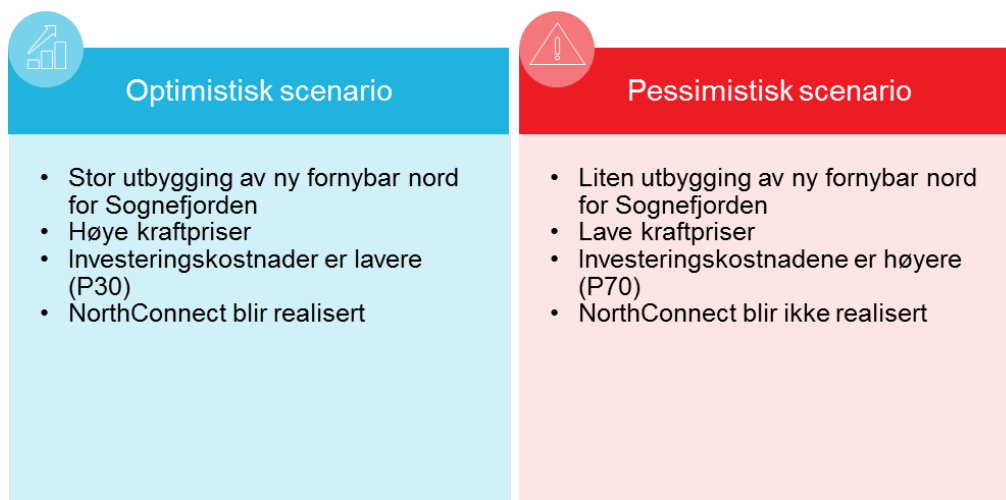 Optimistisk scenario
• Stor utbygging av ny fornybar nord
for Sognefjorden
• Høye kraftpriser
• Investeringskostnader er lavere
(P30)
• NorthConnect blir realisert
Pessimistisk scenario
• Liten utbygging av ny fornybar nord
for Sognefjorden
• Lave kraftpriser
• Investeringskostnadene er høyere
(P70)
• NorthConnect blir ikke realisert